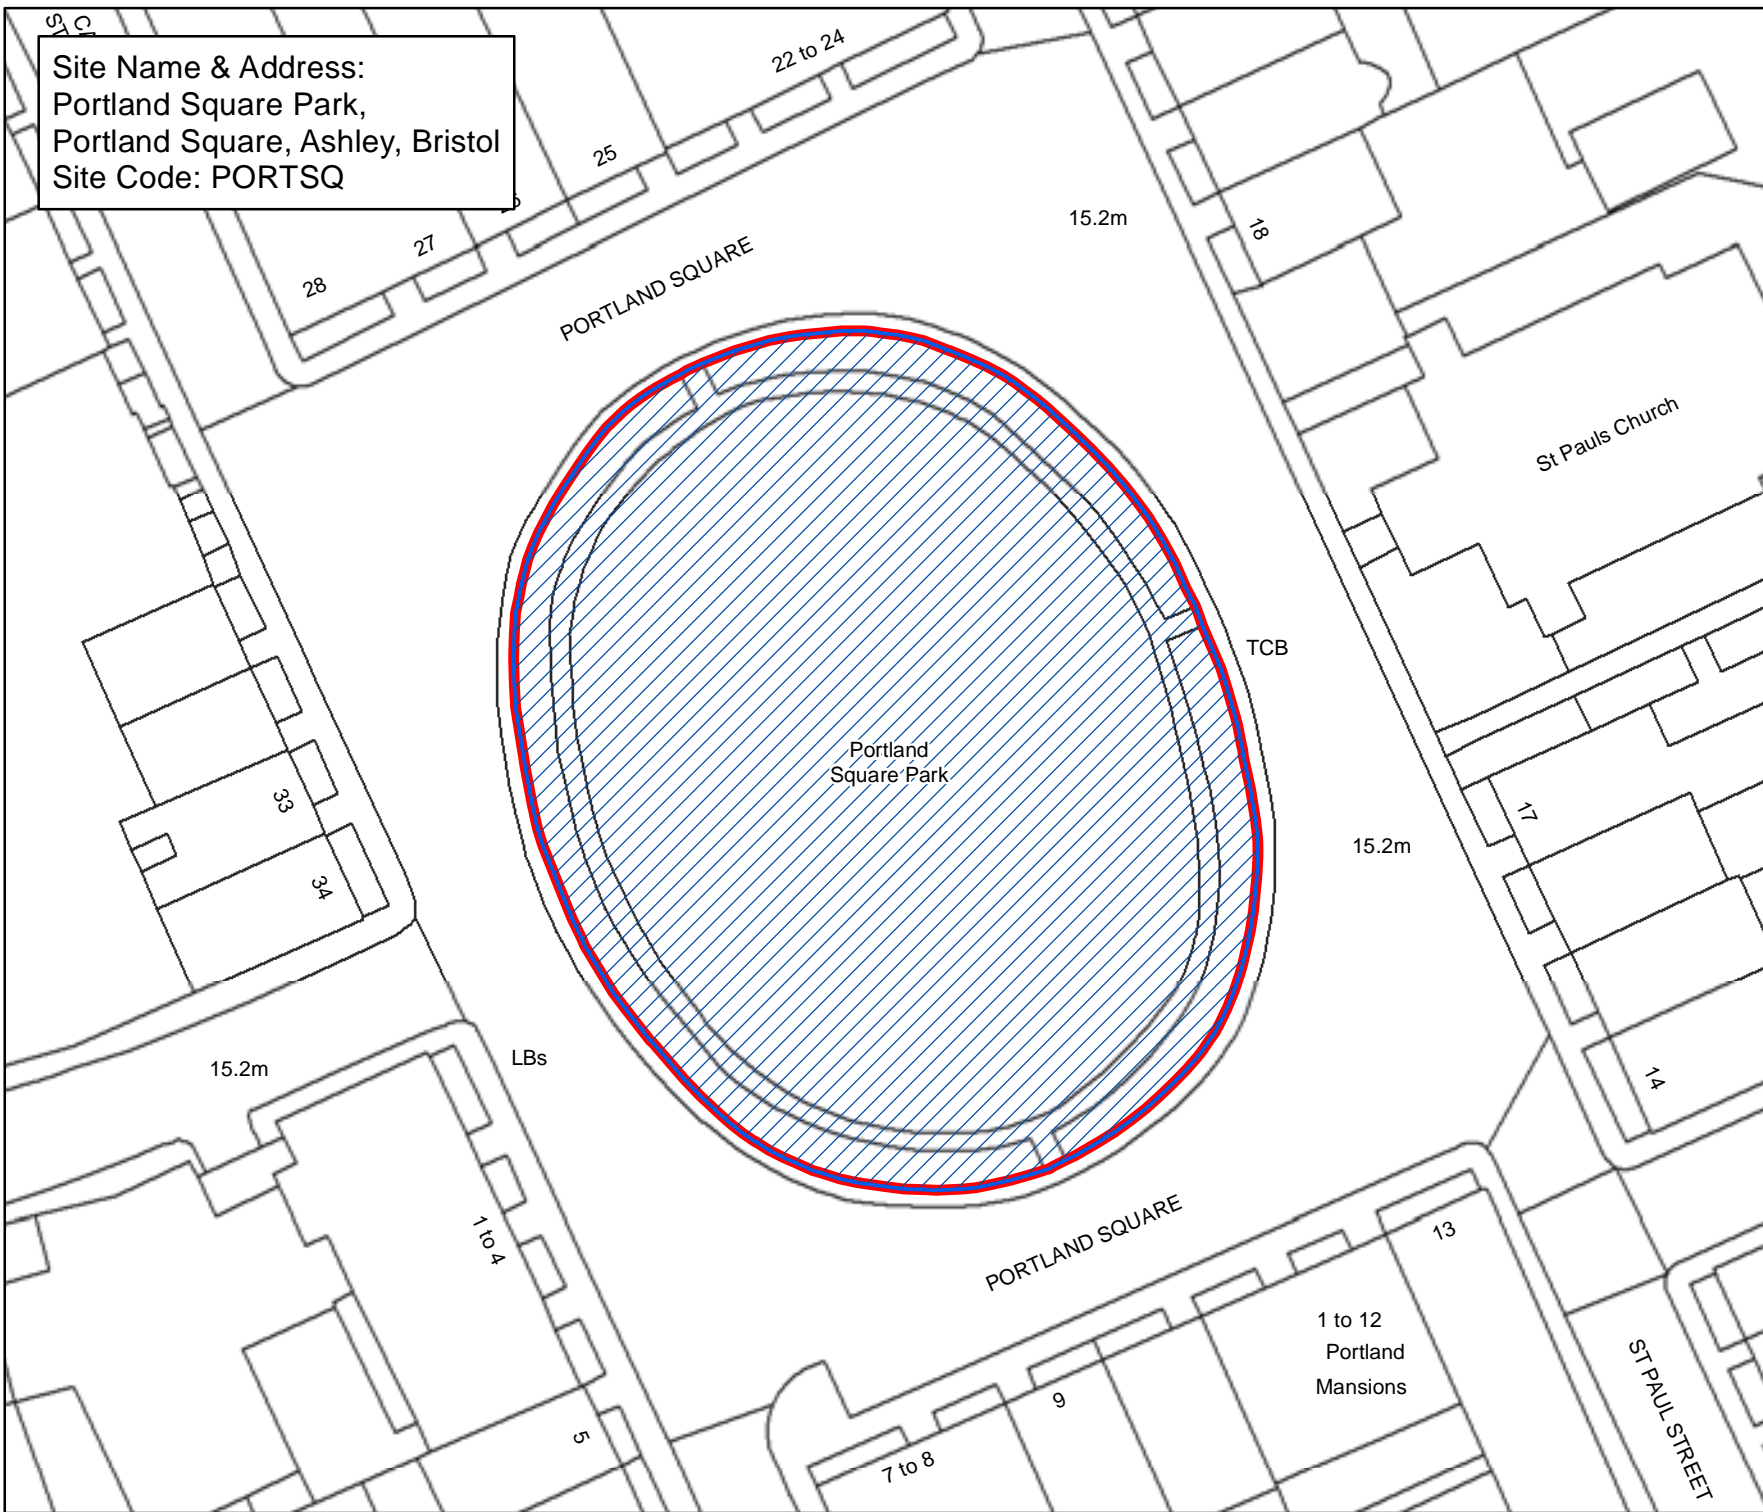 Site Name & Address:
Portland Square Park,
Portland Square, Ashley, Bristol
Site Code: PORTSQ
22 to 24
25
27
28
PORTLAND SQUARE
15.2m
18
St Pauls Church
TCB
Portland
Square Park
33
34
17
15.2m
LBs
15.2m
14
1 to 4
PORTLAND SQUARE
13
1 to 12
Portland
Mansions
ST PAUL STREET
9
5
7 to 8